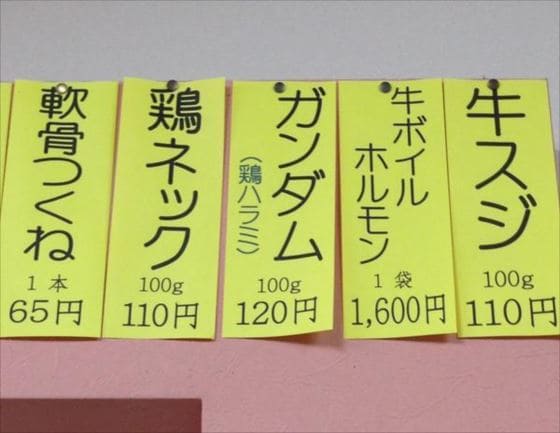 牛スジ
100g
110円
牛ボイル
ホルモン
1袋
1,600円
ガンダム
(鶏ハラミ)
100g
120円
鶏ネック
100g
110円
軟骨つくね
1本
65円